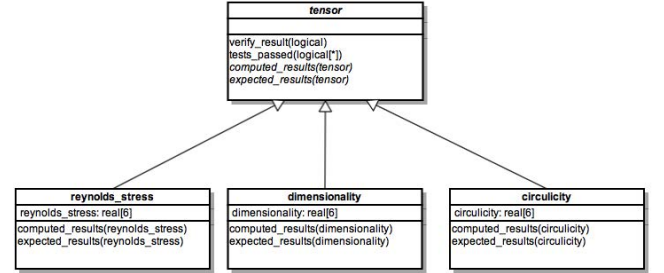 tensor
verify_result(logical)
tests_passed(logical[*])
computed_results(tensor)
expected_results(tensor)
reynolds_stress
reynolds_stress: real[6]
computed_results(reynolds_stress)
expected_results(reynolds_stress)
dimensionality
dimensionality: real[6]
computed_results(dimensionality)
expected_results(dimensionality)
circulicity
circulicity: real[6]
computed_results(circulicity)
expected_results(circulicity)